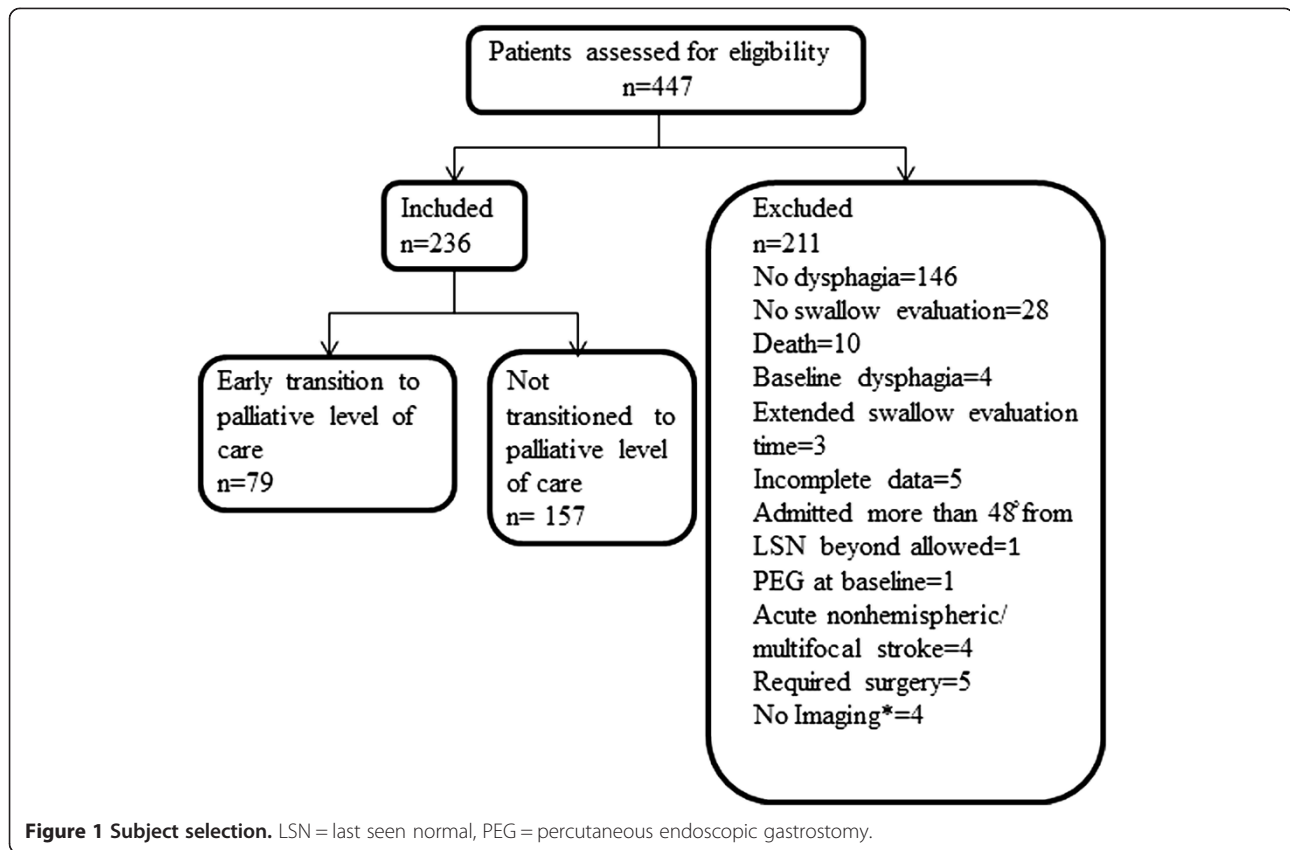 Patients assessed for eligibility
n=447
Included
n=236
Early transition to
palliative level of
care
n=79
Not
transitioned to
palliative level
of care
n= 157
Excluded
n=211
No dysphagia=146
No swallow evaluation=28
Death=10
Baseline dysphagia=4
Extended swallow evaluation
time=3
Incomplete data=5
Admitted more than 48° from
LSN beyond allowed=1
PEG at baseline=1
Acute nonhemispheric/
multifocal stroke=4
Required surgery=5
No Imaging*=4
Figure 1 Subject selection. LSN = last seen normal, PEG = percutaneous endoscopic gastrostomy.